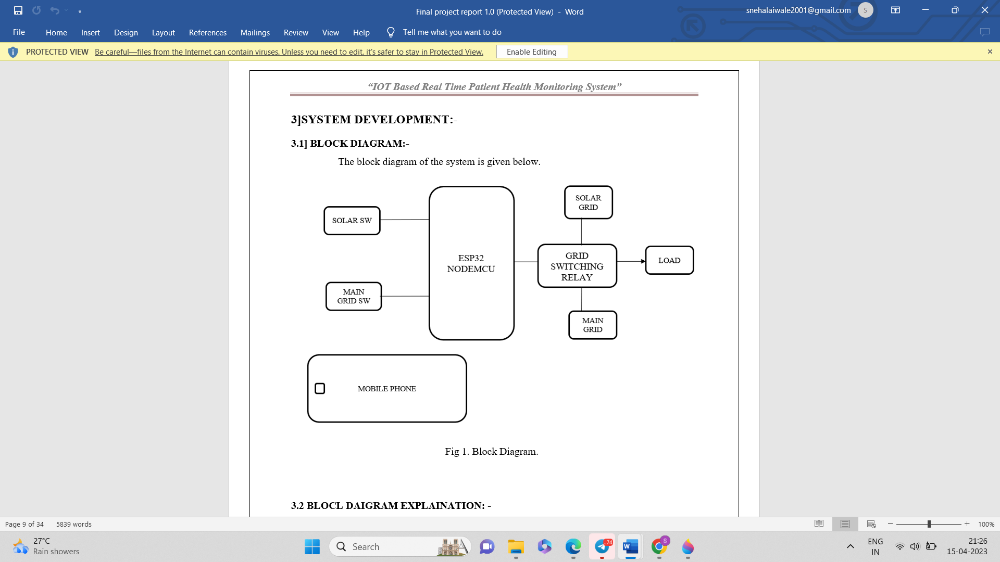 Final project report 1.0 (Protected View) - Word
snehalaiwale2001@gmail.com
S
File Home Insert Design Layout References Mailings Review View Help Tell me what you want to do
PROTECTED VIEW Be careful—files from the Internet can contain viruses. Unless you need to edit, it's safer to stay in Protected View. Enable Editing
“IOT Based Real Time Patient Health Monitoring System”
3]SYSTEM DEVELOPMENT:-
3.1] BLOCK DIAGRAM:-
The block diagram of the system is given below.
SOLAR SW
MAIN
GRID SW
ESP32
NODEMCU
SOLAR
GRID
GRID
SWITCHING
RELAY
LOAD
MAIN
GRID
MOBILE PHONE
Fig 1. Block Diagram.
3.2 BLOCL DAIGRAM EXPLAINATION: -
Page 9 of 34 5839 words
100%
27°C
Rain showers
Search
74
W
S
ENG
IN
21:26
15-04-2023